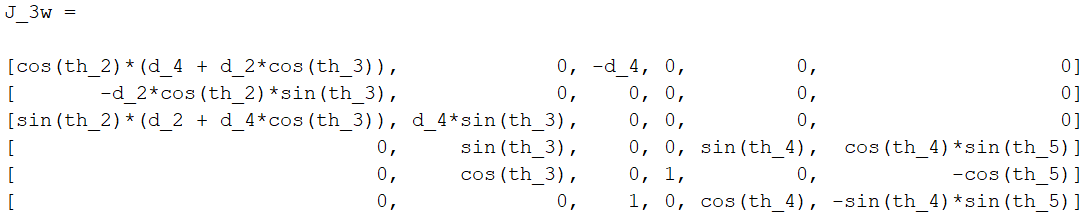 J_3w =
[cos(th_2)*(d_4 + d_2*cos(th_3)),            0, -d_4, 0,         0,                    0]
[       -d_2*cos(th_2)*sin(th_3),            0,    0, 0,         0,                    0]
[sin(th_2)*(d_2 + d_4*cos(th_3)), d_4*sin(th_3),    0, 0,         0,                    0]
[                              0,     sin(th_3),    0, 0, sin(th_4),  cos(th_4)*sin(th_5)]
[                              0,     cos(th_3),    0, 1,         0,           -cos(th_5)]
[                              0,            0,    1, 0, cos(th_4), -sin(th_4)*sin(th_5)]